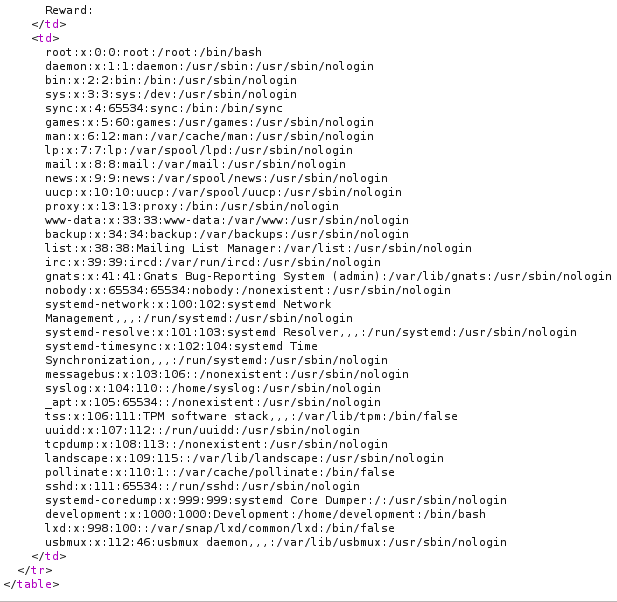 Reward:
</td>
<td>
root:x:0:0:root:/root:/bin/bash
daemon:x:1:1:daemon:/usr/sbin:/usr/sbin/nologin
bin:x:2:2:bin:/bin:/usr/sbin/nologin
sys:x:3:3:sys:/dev:/usr/sbin/nologin
sync:x:4:65534:sync:/bin:/bin/sync
games:x:5:60:games:/usr/games:/usr/sbin/nologin
man:x:6:12:man:/var/cache/man:/usr/sbin/nologin
lp:x:7:7:lp:/var/spool/lpd:/usr/sbin/nologin
mail:x:8:8:mail:/var/mail:/usr/sbin/nologin
news:x:9:9:news:/var/spool/news:/usr/sbin/nologin
uucp:x:10:10:uucp:/var/spool/uucp:/usr/sbin/nologin
proxy:x:13:13:proxy:/bin:/usr/sbin/nologin
www-data:x:33:33:www-data:/var/www:/usr/sbin/nologin
backup:x:34:34:backup:/var/backups:/usr/sbin/nologin
list:x:38:38:Mailing List Manager:/var/list:/usr/sbin/nologin
irc:x:39:39:ircd:/var/run/ircd:/usr/sbin/nologin
gnats:x:41:41:Gnats Bug-Reporting System (admin):/var/lib/gnats:/usr/sbin/nologin
nobody:x:65534:65534:nobody:/nonexistent:/usr/sbin/nologin
systemd-network:x:100:102:systemd Network
Management,,,:/run/systemd:/usr/sbin/nologin
systemd-resolve:x:101:103:systemd Resolver,,,:/run/systemd:/usr/sbin/nologin
systemd-timesync:x:102:104:systemd Time
Synchronization,,,:/run/systemd:/usr/sbin/nologin
messagebus:x:103:106::/nonexistent:/usr/sbin/nologin
syslog:x:104:110::/home/syslog:/usr/sbin/nologin
_apt:x:105:65534::/nonexistent:/usr/sbin/nologin
tss:x:106:111:TPM software stack,,,:/var/lib/tpm:/bin/false
uuidd:x:107:112::/run/uuidd:/usr/sbin/nologin
tcpdump:x:108:113::/nonexistent:/usr/sbin/nologin
landscape:x:109:115::/var/lib/landscape:/usr/sbin/nologin
pollinate:x:110:1::/var/cache/pollinate:/bin/false
sshd:x:111:65534::/run/sshd:/usr/sbin/nologin
systemd-coredump:x:999:999:systemd Core Dumper:/:/usr/sbin/nologin
development:x:1000:1000:Development:/home/development:/bin/bash
lxd:x:998:100::/var/snap/lxd/common/lxd:/bin/false
usbmux:x:112:46:usbmux daemon,,,:/var/lib/usbmux:/usr/sbin/nologin
</td>
</tr>
</table>